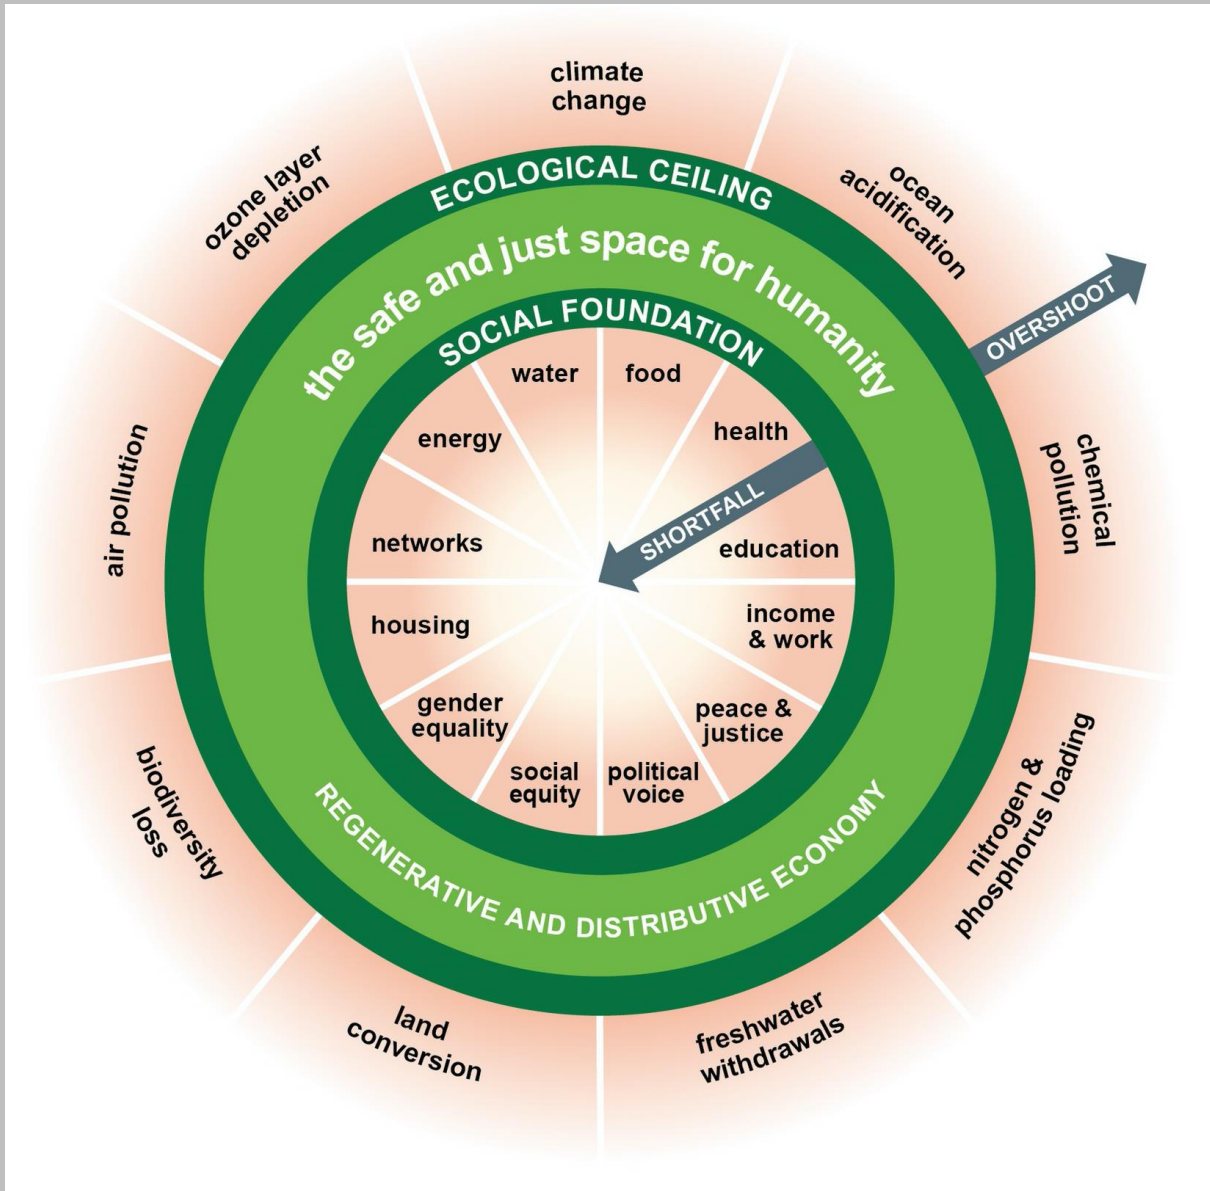 climate
change
ocean
acidification
OVERSHOOT
chemical
pollution
nitrogen &
phosphorus loading
freshwater
withdrawals
land
conversion
biodiversity
loss
air pollution
ozone layer
depletion
ECOLOGICAL CEILING
the safe and just space for humanity
SOCIAL FOUNDATION
water
food
health
SHORTFALL
education
income
& work
peace &
justice
political
voice
social
equity
gender
equality
housing
networks
energy
REGENERATIVE AND DISTRIBUTIVE ECONOMY